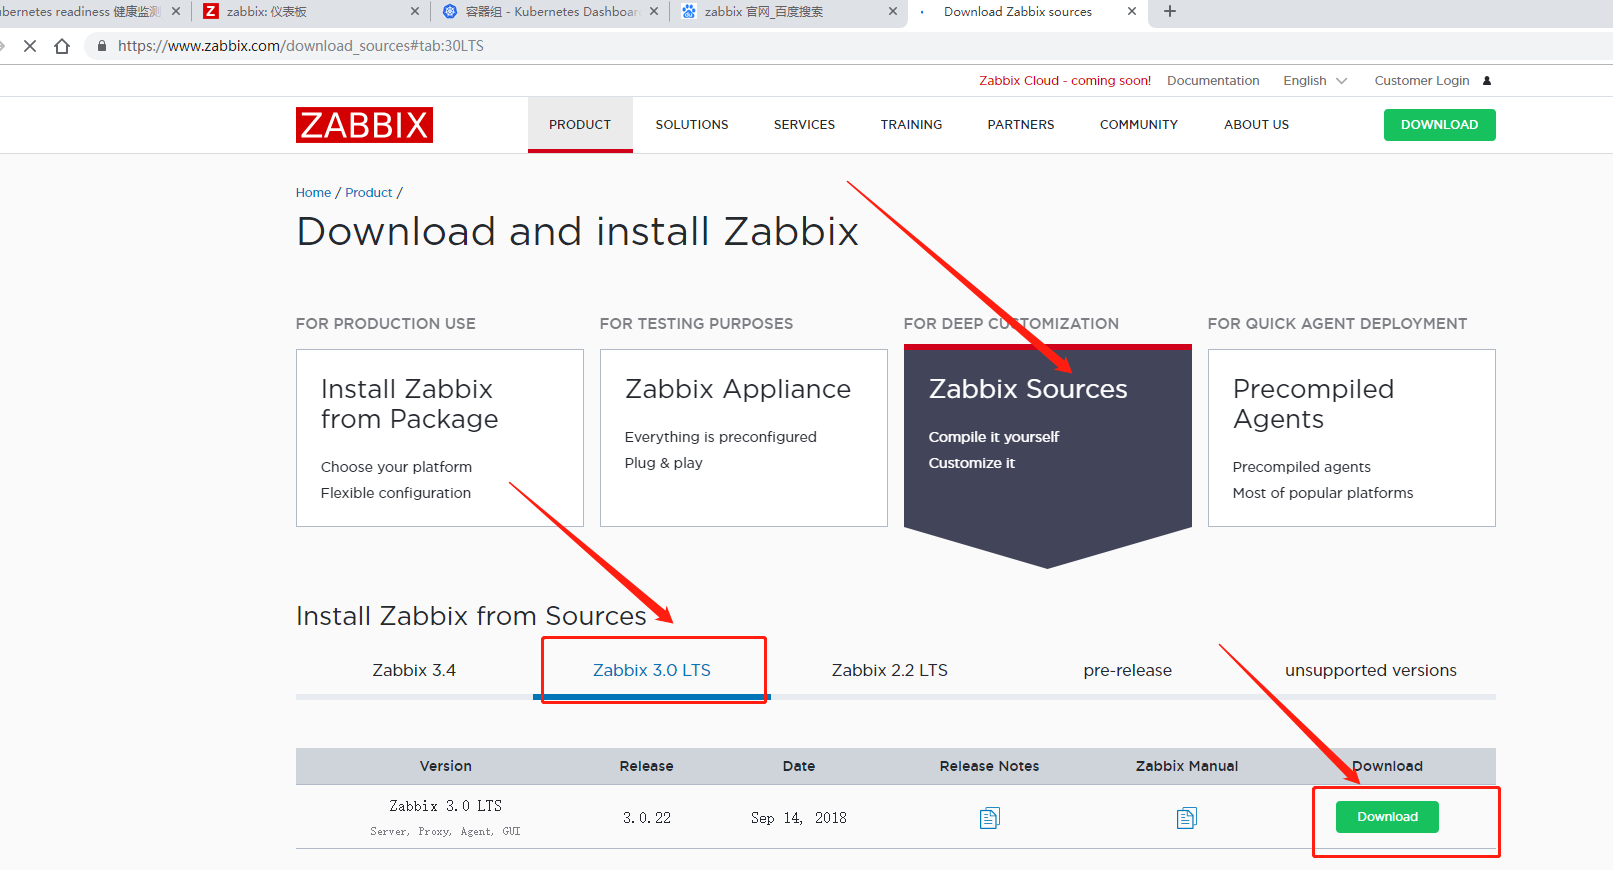 bernetes readiness 健康监测
zabbix: 仪表板
容器组 - Kubernetes Dashboar
zabbix 官网_百度搜索
Download Zabbix sources
https://www.zabbix.com/download_sources#tab:30LTS
Zabbix Cloud - coming soon!
Documentation
English
Customer Login
ZABBIX
PRODUCT
SOLUTIONS
SERVICES
TRAINING
PARTNERS
COMMUNITY
ABOUT US
DOWNLOAD
Home / Product /
Download and install Zabbix
FOR PRODUCTION USE
Install Zabbix
from Package
Choose your platform
Flexible configuration
FOR TESTING PURPOSES
Zabbix Appliance
Everything is preconfigured
Plug & play
FOR DEEP CUSTOMIZATION
Zabbix Sources
Compile it yourself
Customize it
FOR QUICK AGENT DEPLOYMENT
Precompiled
Agents
Precompiled agents
Most of popular platforms
Install Zabbix from Sources
Zabbix 3.4
Zabbix 3.0 LTS
Zabbix 2.2 LTS
pre-release
unsupported versions
Version
Release
Date
Release Notes
Zabbix Manual
Download
Zabbix 3.0 LTS
Server, Proxy, Agent, GUI
3.0.22
Sep 14, 2018
Download